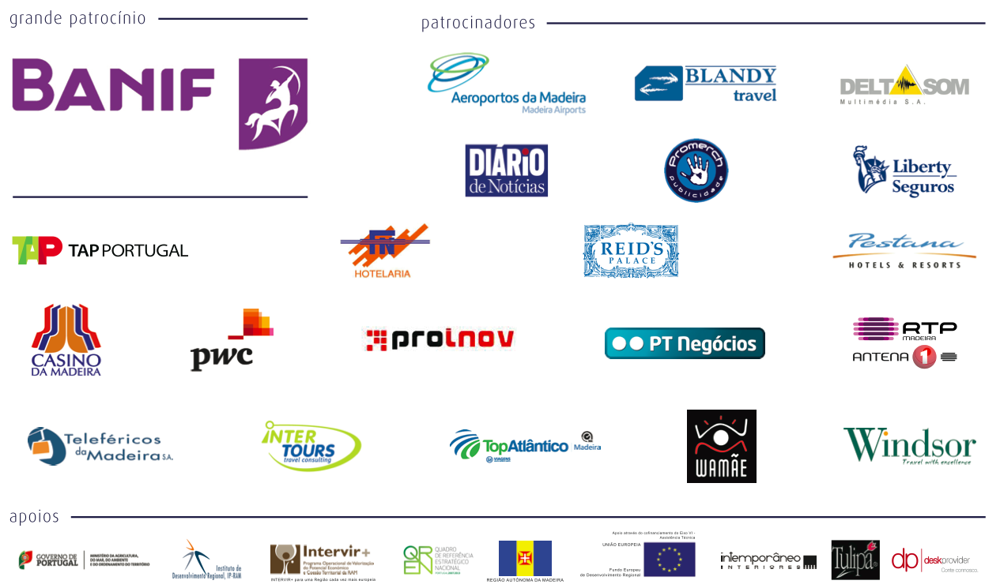 grande patrocínio
BANIF
patrocinadores
Aeroportos da Madeira
Madeira Airports
BLANDY
travel
DELTASOM
Multimédia S.A.
DIÁRiO
de Notícias
Promerch
publicidade
Liberty
Seguros
TAP TAP PORTUGAL
FN
HOTELARIA
REID'S
PALACE
Pestana
HOTELS & RESORTS
CASINO
DA MADEIRA
pwc
proinov
PT Negócios
RTP
MADEIRA
ANTENA 1
Teleféricos
da Madeira S.A.
INTER
TOURS
travel consulting
TopAtlântico
Madeira
VIAGENS
WAMÃE
Windsor
Travel with excellence
apoios
GOVERNO DE
PORTUGAL
MINISTÉRIO DA AGRICULTURA,
DO MAR, DO AMBIENTE
E DO ORDENAMENTO DO TERRITÓRIO
Instituto de
Desenvolvimento Regional, IP-RAM
Intervir+
Programa Operacional de Valorização
do Potencial Económico
e Coesão Territorial da RAM
INTERVIR+ para uma Região cada vez mais europeia
QREN
QUADRO
DE REFERÊNCIA
ESTRATÉGICO
NACIONAL
PORTUGAL 2007.2013
REGIÃO AUTÓNOMA DA MADEIRA
Apoio através do cofinanciamento do Eixo VI -
Assistência Técnica
UNIÃO EUROPEIA
Fundo Europeu
de Desenvolvimento Regional
intemporâneo
INTERIORES
Tulipa®
dp deskprovider
Conte connosco.